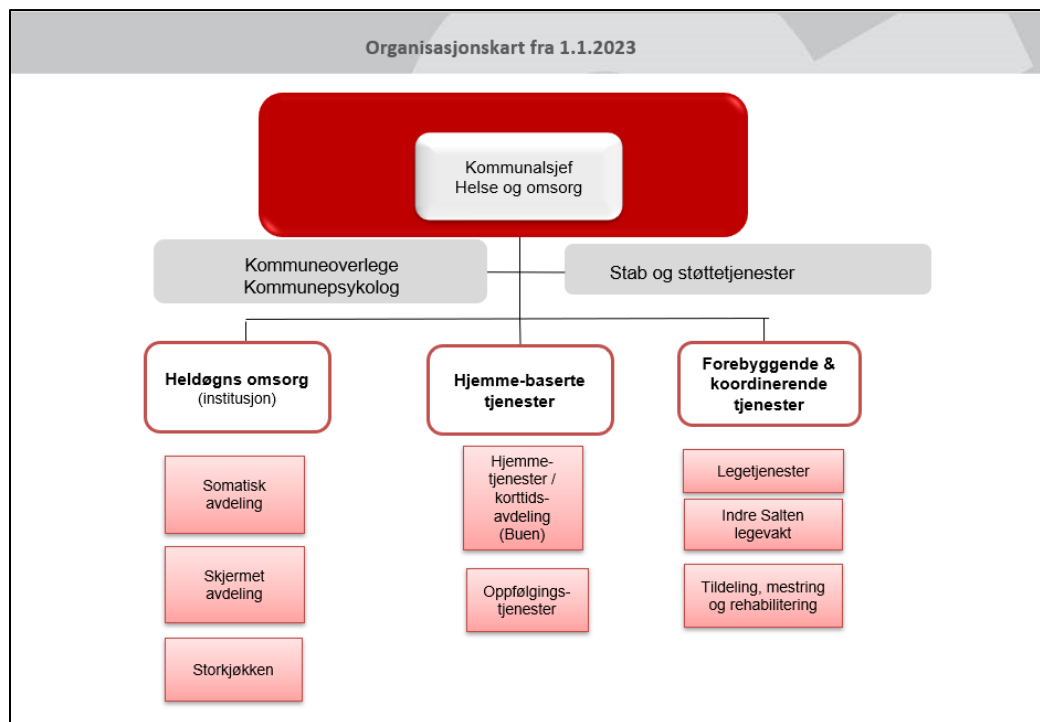 Organisasjonskart fra 1.1.2023
Kommunalsjef
Helse og omsorg
Kommuneoverlege
Kommunepsykolog
Stab og støttetjenester
Heldøgns omsorg
(institusjon)
Hjemme-baserte
tjenester
Forebyggende &
koordinerende
tjenester
Somatisk
avdeling
Skjermet
avdeling
Storkjøkken
Hjemme-
tjenester /
korttids-
avdeling
(Buen)
Oppfølgings-
tjenester
Legetjenester
Indre Salten
legevakt
Tildeling, mestring
og rehabilitering